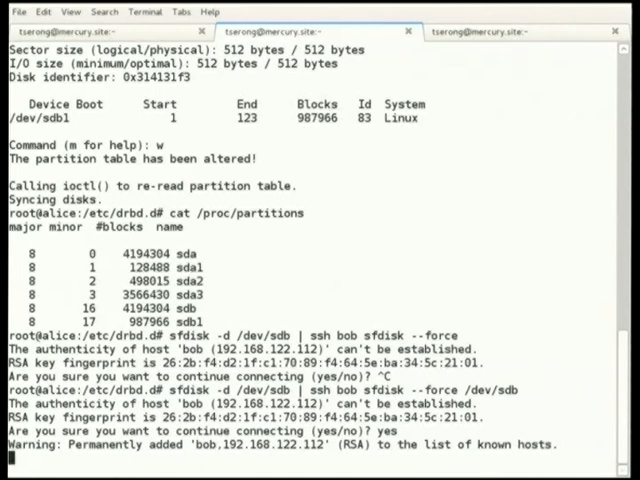 File Edit View Search Terminal Tabs Help
tserong@mercury.site:~ × tserong@mercury.site:~ × tserong@mercury.site:~ ×
Sector size (logical/physical): 512 bytes / 512 bytes
I/O size (minimum/optimal): 512 bytes / 512 bytes
Disk identifier: 0x314131f3
Device Boot Start End Blocks Id System
/dev/sdb1 1 123 987966 83 Linux
Command (m for help): w
The partition table has been altered!
Calling ioctl() to re-read partition table.
Syncing disks.
root@alice:/etc/drbd.d# cat /proc/partitions
major minor #blocks name
8 0 4194304 sda
8 1 128488 sda1
8 2 498015 sda2
8 3 3566430 sda3
8 16 4194304 sdb
8 17 987966 sdb1
root@alice:/etc/drbd.d# sfdisk -d /dev/sdb | ssh bob sfdisk --force
The authenticity of host 'bob (192.168.122.112)' can't be established.
RSA key fingerprint is 26:2b:f4:d2:1f:c1:70:89:f4:64:5e:ba:34:5c:21:01.
Are you sure you want to continue connecting (yes/no)? ^C
root@alice:/etc/drbd.d# sfdisk -d /dev/sdb | ssh bob sfdisk --force /dev/sdb
The authenticity of host 'bob (192.168.122.112)' can't be established.
RSA key fingerprint is 26:2b:f4:d2:1f:c1:70:89:f4:64:5e:ba:34:5c:21:01.
Are you sure you want to continue connecting (yes/no)? yes
Warning: Permanently added 'bob,192.168.122.112' (RSA) to the list of known hosts.